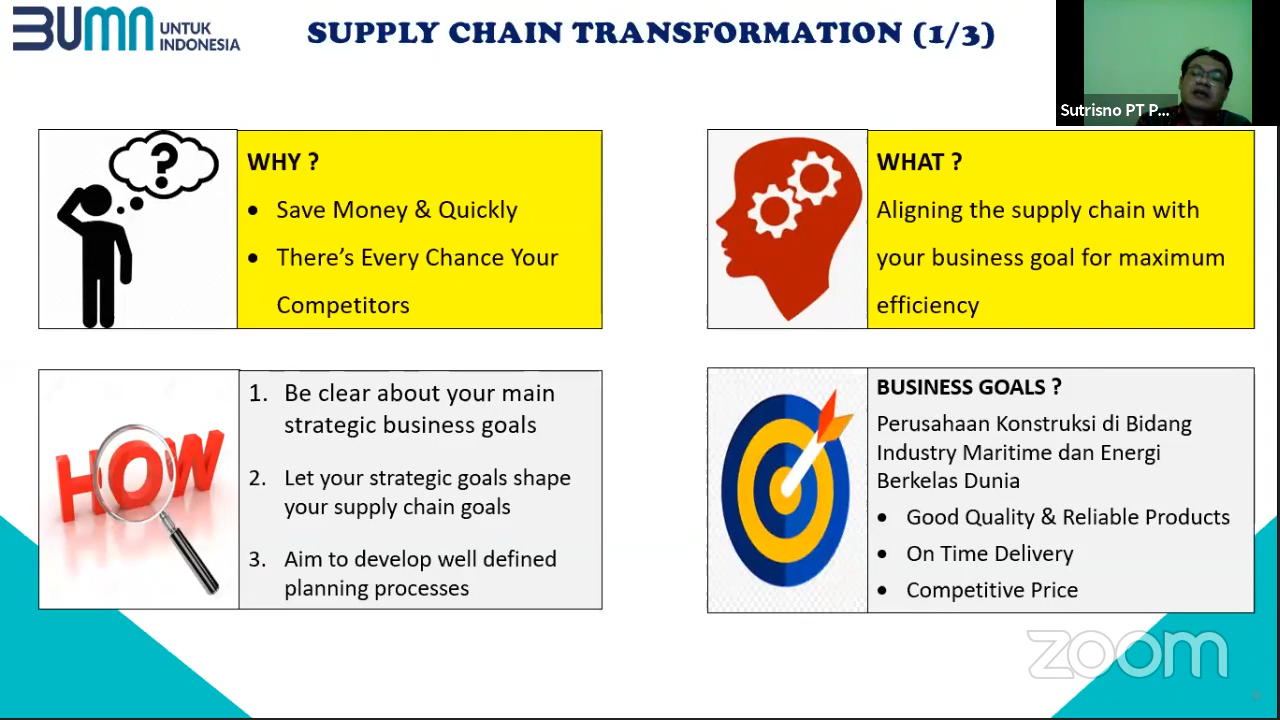 BUMN
UNTUK
INDONESIA
SUPPLY CHAIN TRANSFORMATION (1/3)
Sutrisno PT P...
?
WHY ?
• Save Money & Quickly
• There’s Every Chance Your
Competitors
WHAT ?
Aligning the supply chain with
your business goal for maximum
efficiency
HOW
1. Be clear about your main
strategic business goals
2. Let your strategic goals shape
your supply chain goals
3. Aim to develop well defined
planning processes
BUSINESS GOALS ?
Perusahaan Konstruksi di Bidang
Industry Maritime dan Energi
Berkelas Dunia
• Good Quality & Reliable Products
• On Time Delivery
• Competitive Price
zoom